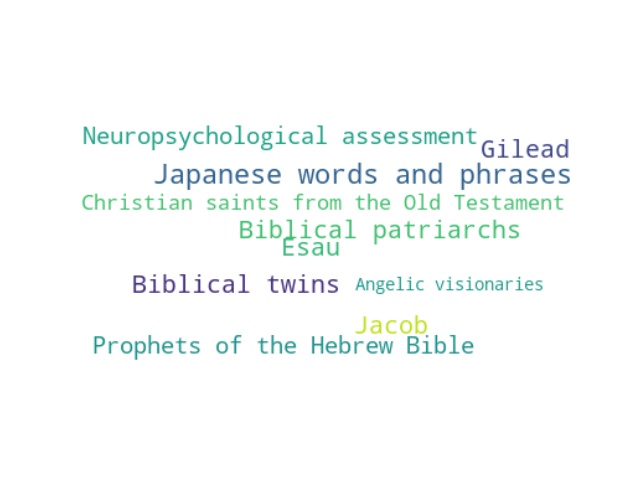 Neuropsychological assessment
Gilead
Japanese words and phrases
Christian saints from the Old Testament
Biblical patriarchs
Esau
Biblical twins
Angelic visionaries
Jacob
Prophets of the Hebrew Bible